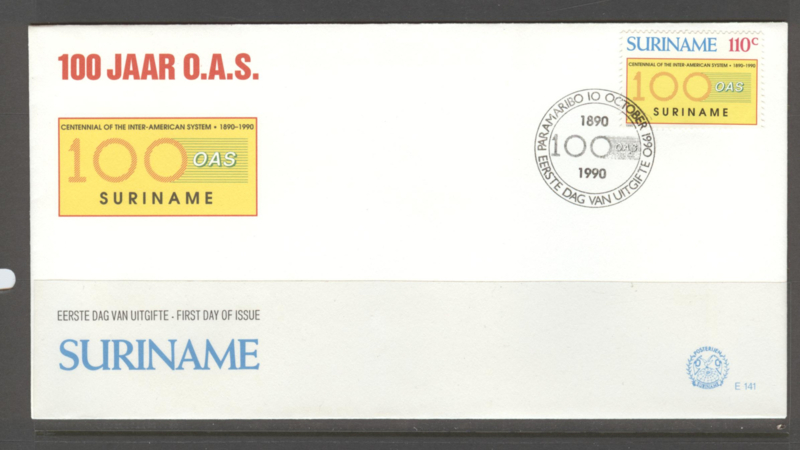 100 JAAR O.A.S.
SURINAME 110c
CENTENNIAL OF THE INTER-AMERICAN SYSTEM • 1890-1990
100 OAS
SURINAME
CENTENNIAL OF THE INTER-AMERICAN SYSTEM • 1890-1990
100 OAS
SURINAME
PARAMARIBO 10 OCTOBER 1990
1890
100 OAS
1990
EERSTE DAG VAN UITGIFTE
EERSTE DAG VAN UITGIFTE - FIRST DAY OF ISSUE
SURINAME
E 141